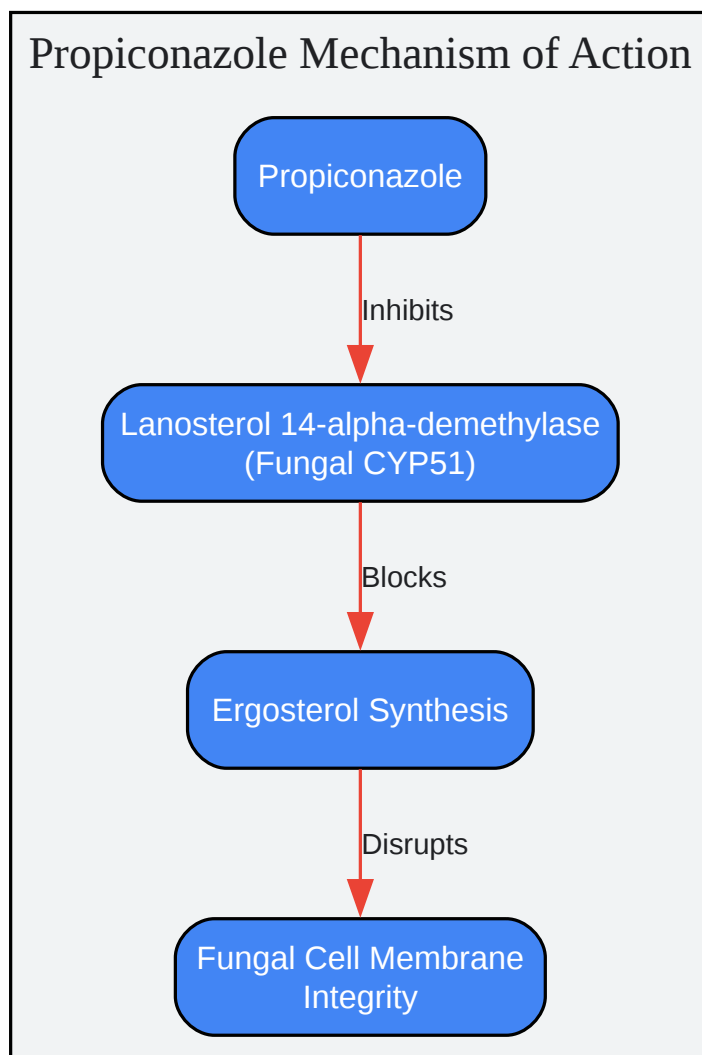 Propiconazole Mechanism of Action
Propiconazole
Inhibits
Lanosterol 14-alpha-demethylase
(Fungal CYP51)
Blocks
Ergosterol Synthesis
Disrupts
Fungal Cell Membrane
Integrity